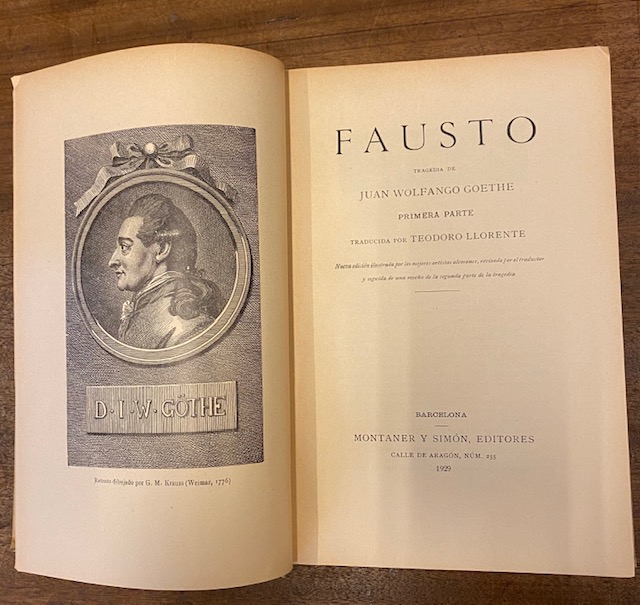 D·I·W·GÖTHE
Retrato dibujado por G. M. Krauss (Weimar, 1776)
FAUSTO
TRAGEDIA DE
JUAN WOLFANGO GOETHE
PRIMERA PARTE
TRADUCIDA POR TEODORO LLORENTE
Nueva edición ilustrada por los mejores artistas alemanes, revisada por el traductor
y seguida de una reseña de la segunda parte de la tragedia
BARCELONA
MONTANER Y SIMÓN, EDITORES
CALLE DE ARAGÓN, NÚM. 255
1929